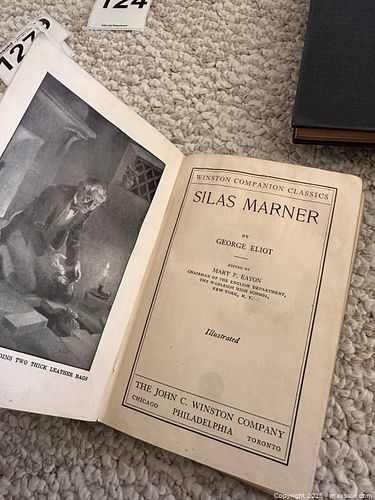 124
1279
WINSTON COMPANION CLASSICS
SILAS MARNER
BY
GEORGE ELIOT
EDITED BY
MARY P. EATON
CHAIRMAN OF THE ENGLISH DEPARTMENT,
THE WADLEIGH HIGH SCHOOL,
NEW YORK, N. Y.
Illustrated
OINS TWO THICK LEATHER BAGS
THE JOHN C. WINSTON COMPANY
CHICAGO PHILADELPHIA TORONTO
Copyright 2025 - maxsold.com